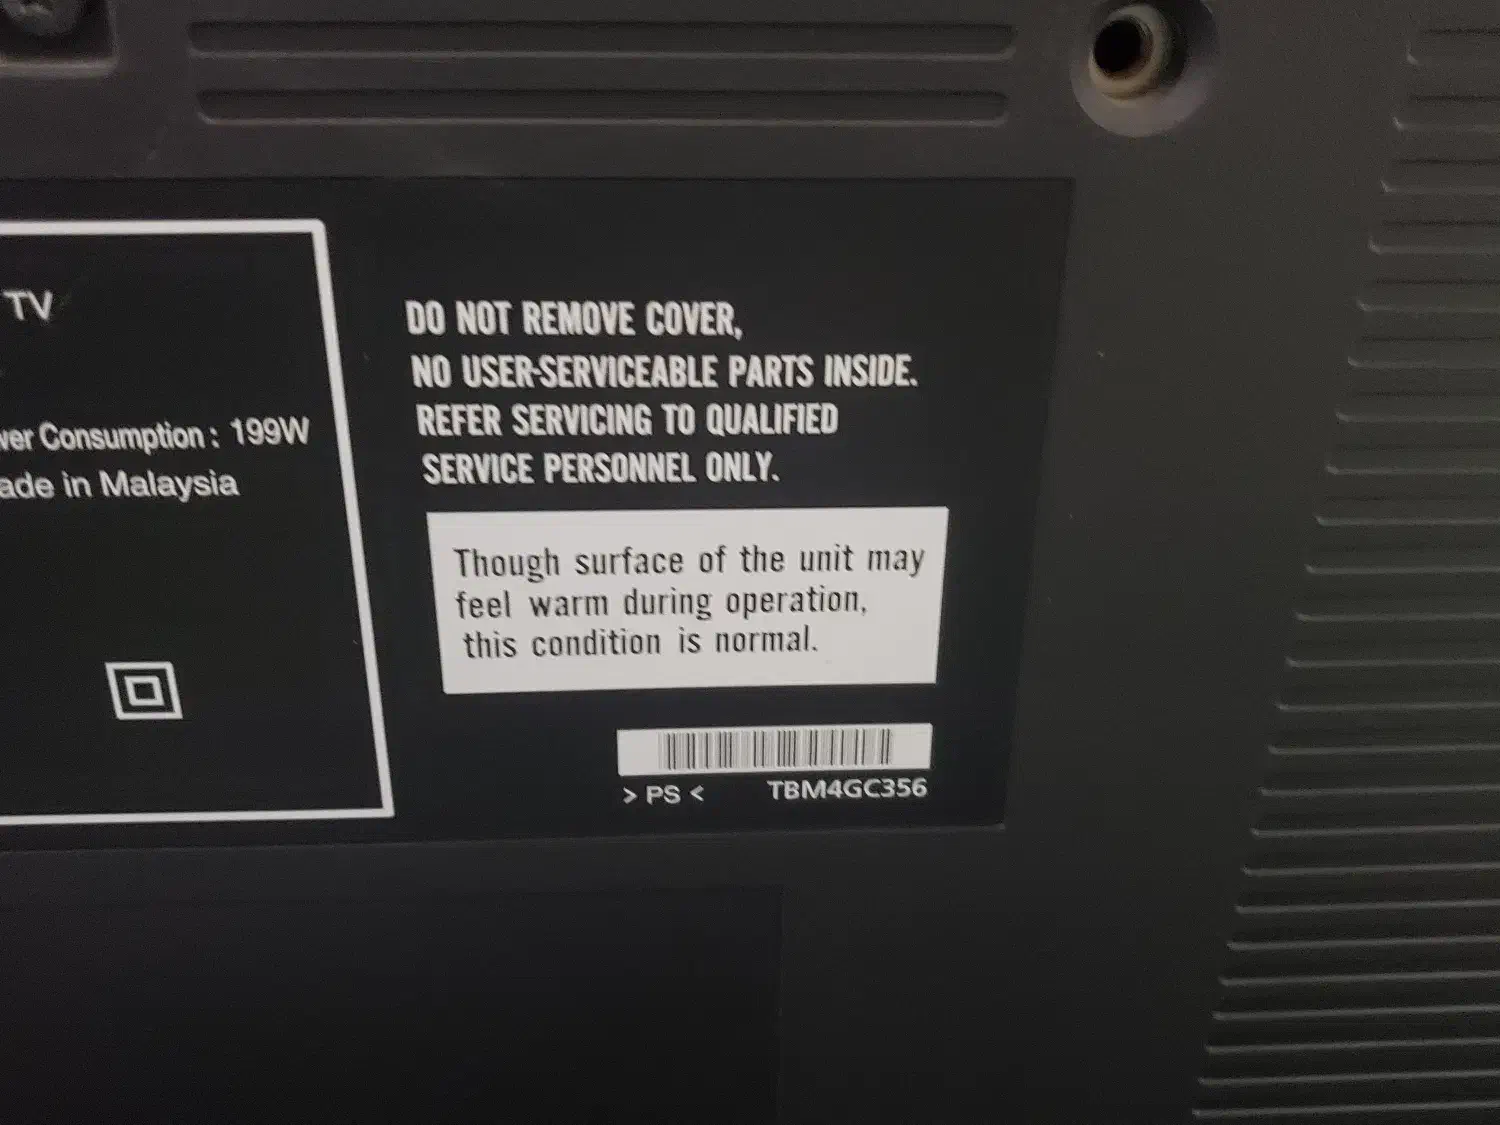 TV
wer Consumption : 199W
ade in Malaysia
DO NOT REMOVE COVER,
NO USER-SERVICEABLE PARTS INSIDE.
REFER SERVICING TO QUALIFIED
SERVICE PERSONNEL ONLY.
Though surface of the unit may
feel warm during operation,
this condition is normal.
> PS < TBM4GC356